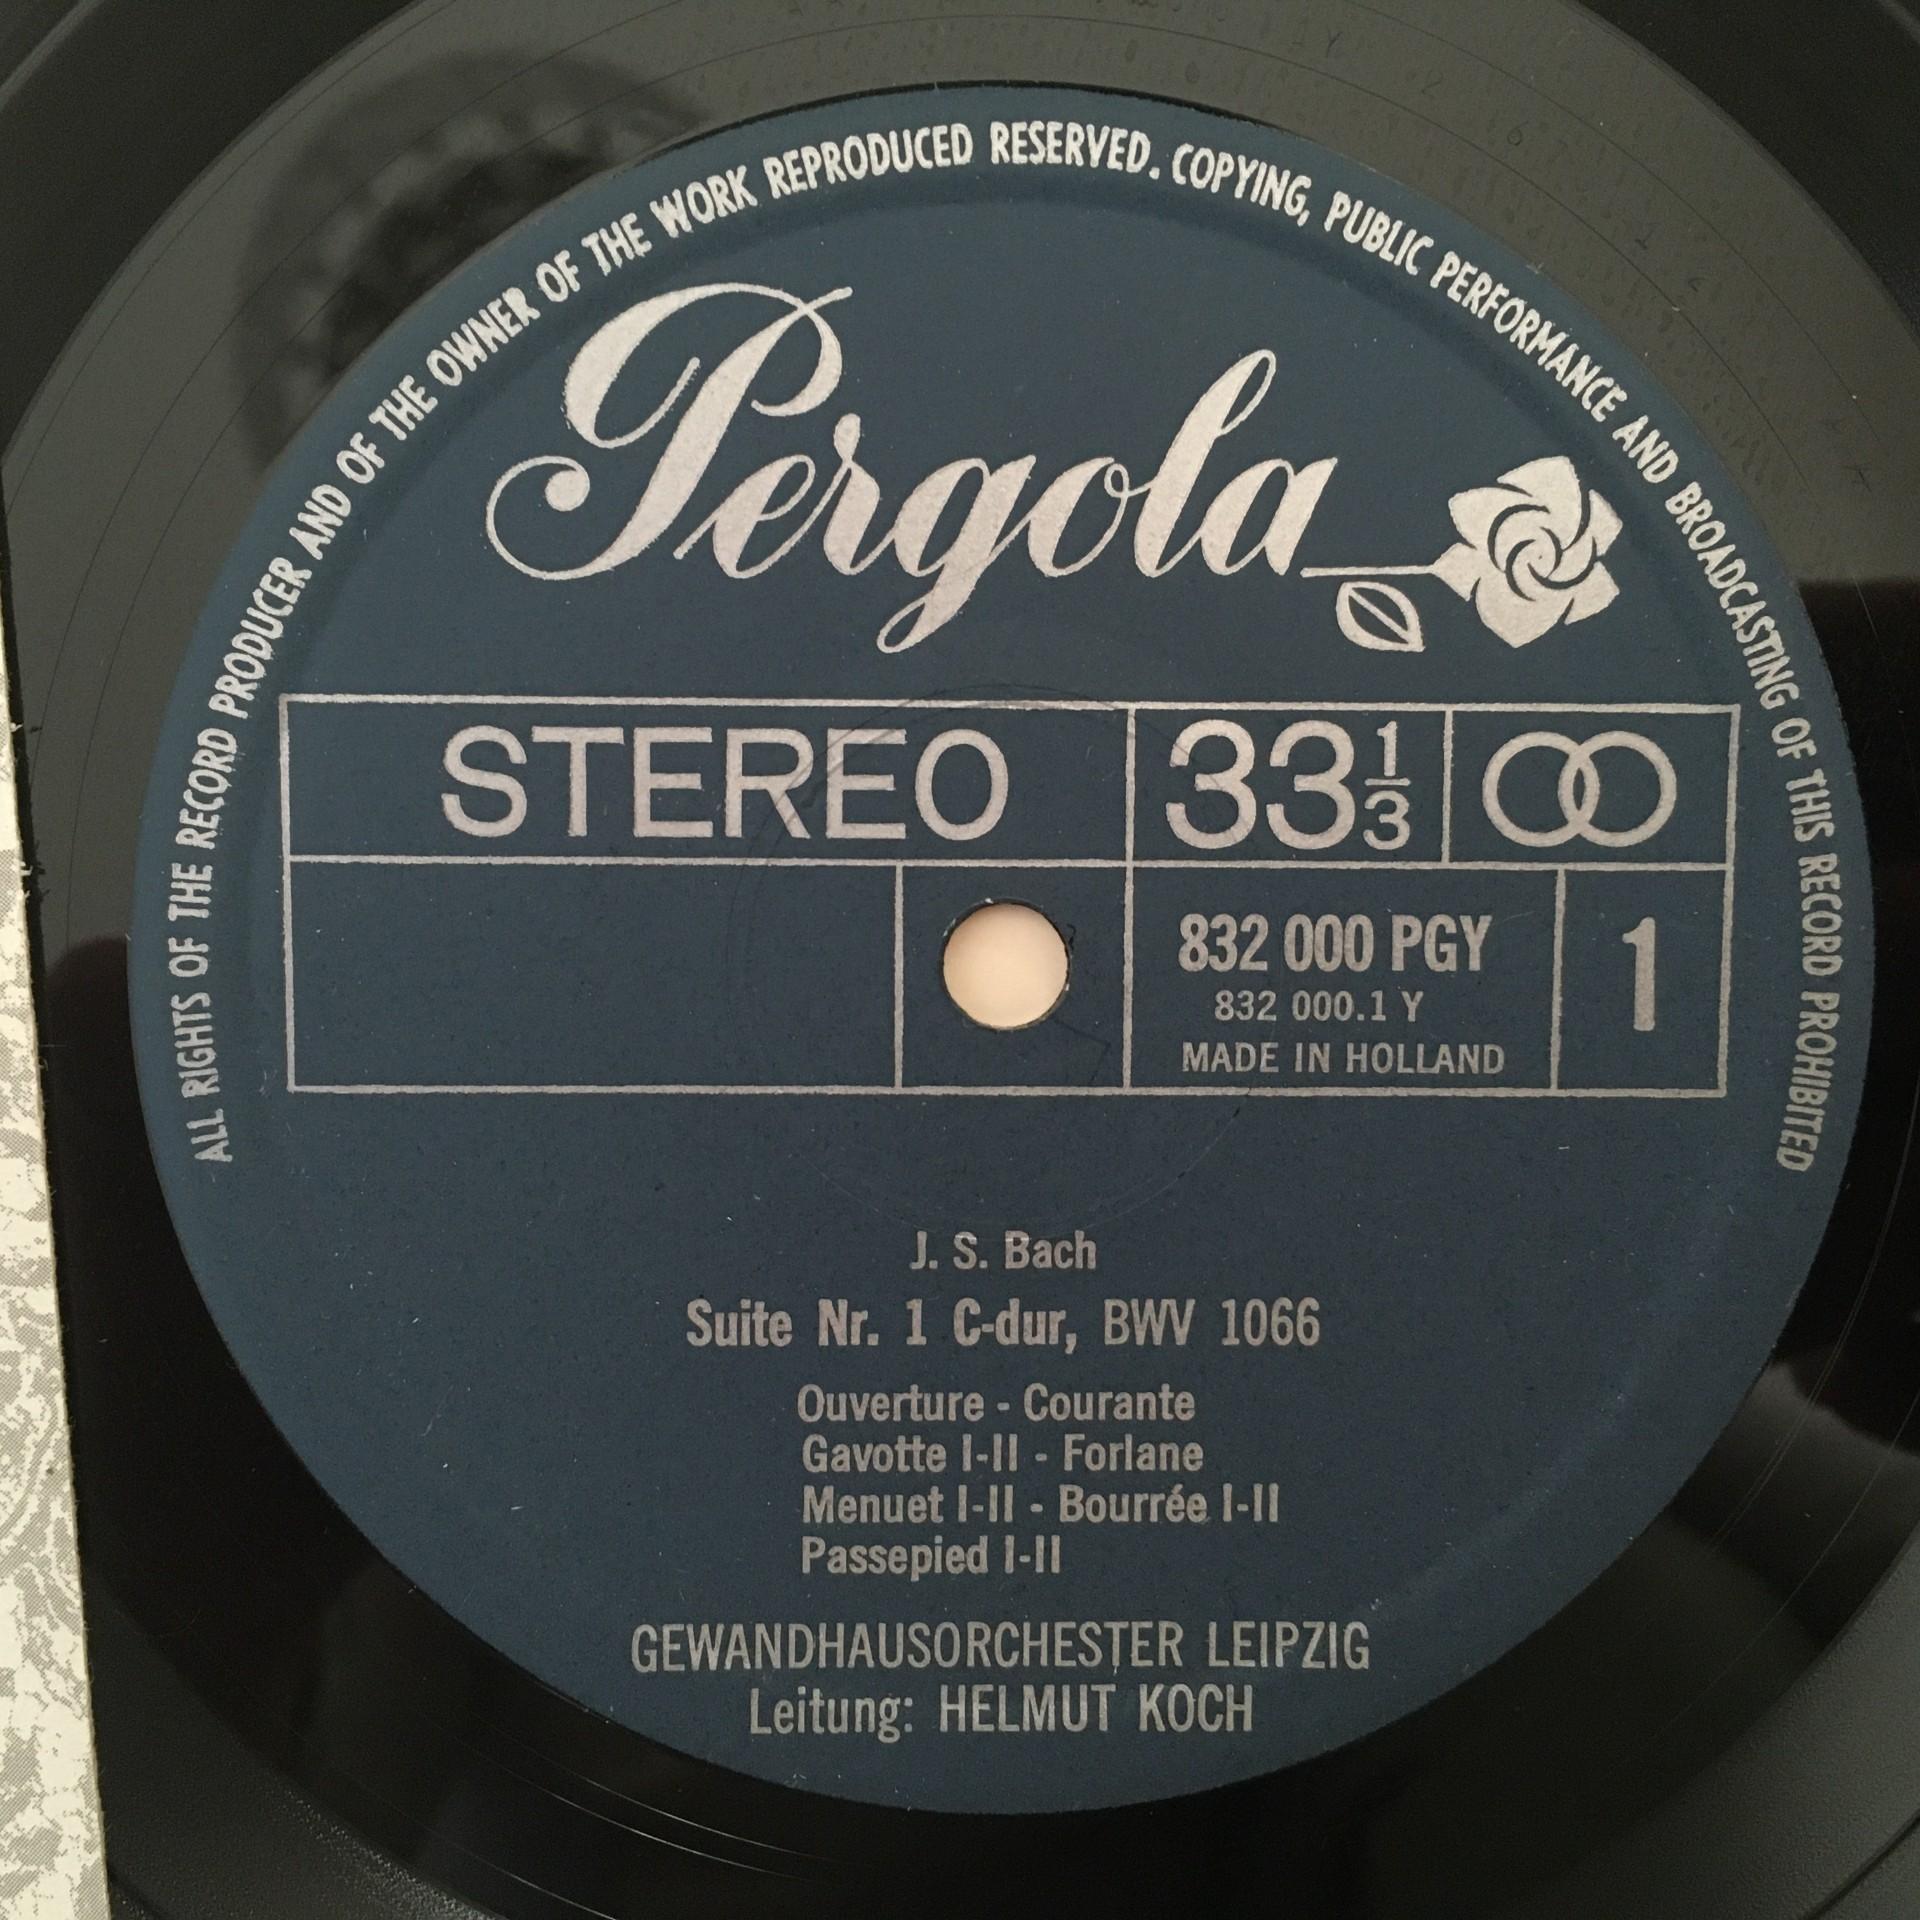 ALL RIGHTS OF THE RECORD PRODUCER AND OF THE OWNER OF THE WORK REPRODUCED RESERVED. COPYING, PUBLIC PERFORMANCE AND BROADCASTING OF THIS RECORD PROHIBITED
Pergola
STEREO 33 1/3
832 000 PGY 1
832 000.1 Y
MADE IN HOLLAND
J. S. Bach
Suite Nr. 1 C-dur, BWV 1066
Ouverture - Courante
Gavotte I-II - Forlane
Menuet I-II - Bourrée I-II
Passepied I-II
GEWANDHAUSORCHESTER LEIPZIG
Leitung: HELMUT KOCH